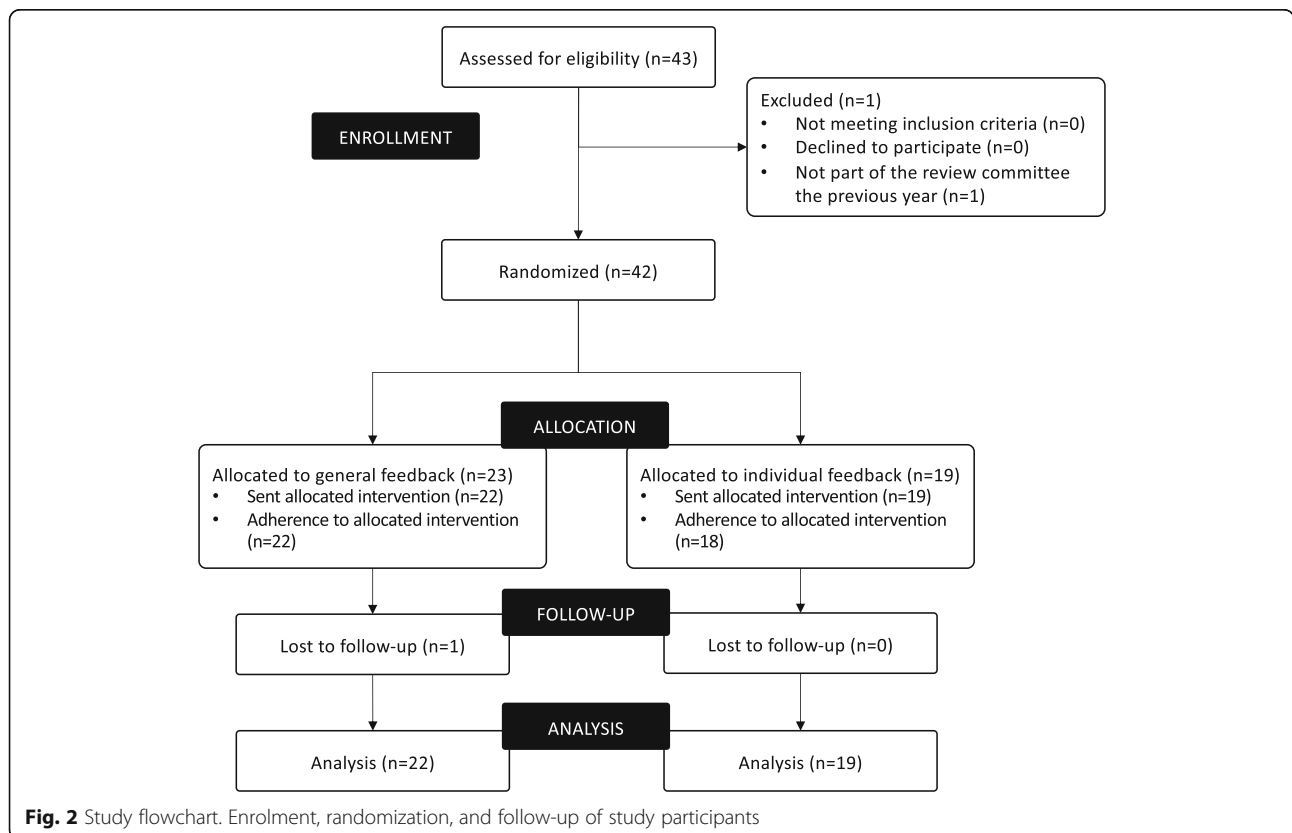 Assessed for eligibility (n=43)
Excluded (n=1)
• Not meeting inclusion criteria (n=0)
• Declined to participate (n=0)
• Not part of the review committee
the previous year (n=1)
ENROLLMENT
Randomized (n=42)
ALLOCATION
Allocated to general feedback (n=23)
• Sent allocated intervention (n=22)
• Adherence to allocated intervention
(n=22)
Allocated to individual feedback (n=19)
• Sent allocated intervention (n=19)
• Adherence to allocated intervention
(n=18)
FOLLOW-UP
Lost to follow-up (n=1)
Lost to follow-up (n=0)
ANALYSIS
Analysis (n=22)
Analysis (n=19)
Fig. 2 Study flowchart. Enrolment, randomization, and follow-up of study participants